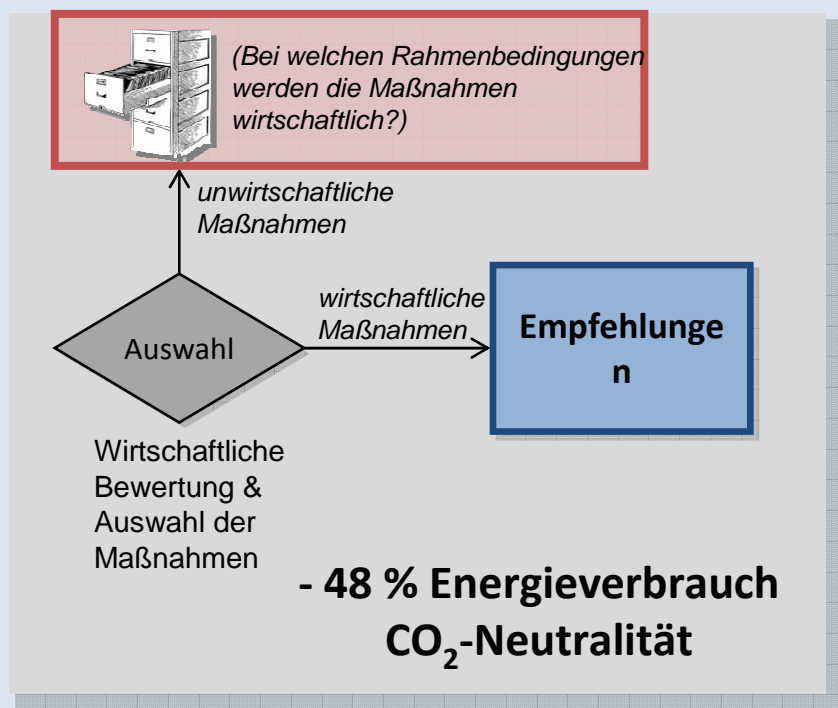 (Bei welchen Rahmenbedingungen
werden die Maßnahmen
wirtschaftlich?)
unwirtschaftliche
Maßnahmen
wirtschaftliche
Maßnahmen
Auswahl
Empfehlunge
n
Wirtschaftliche
Bewertung &
Auswahl der
Maßnahmen
- 48 % Energieverbrauch
CO₂-Neutralität